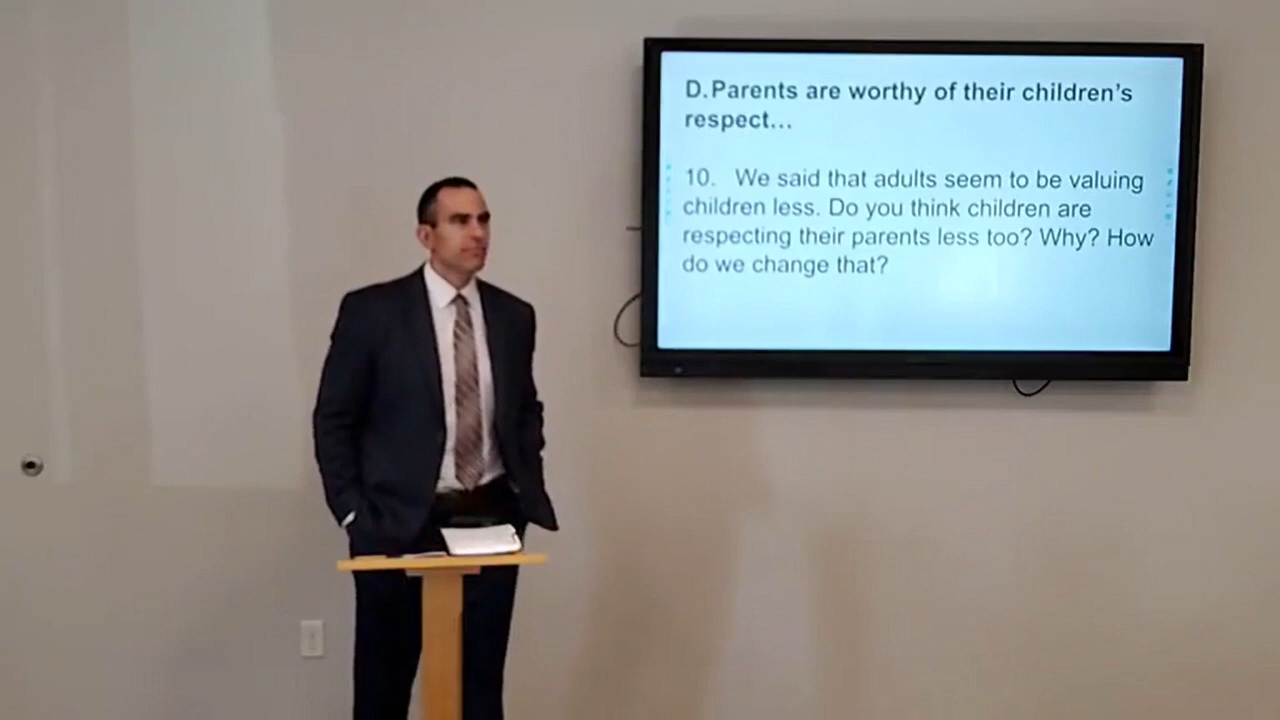 D.Parents are worthy of their children's
respect...
10. We said that adults seem to be valuing
children less. Do you think children are
respecting their parents less too? Why? How
do we change that?